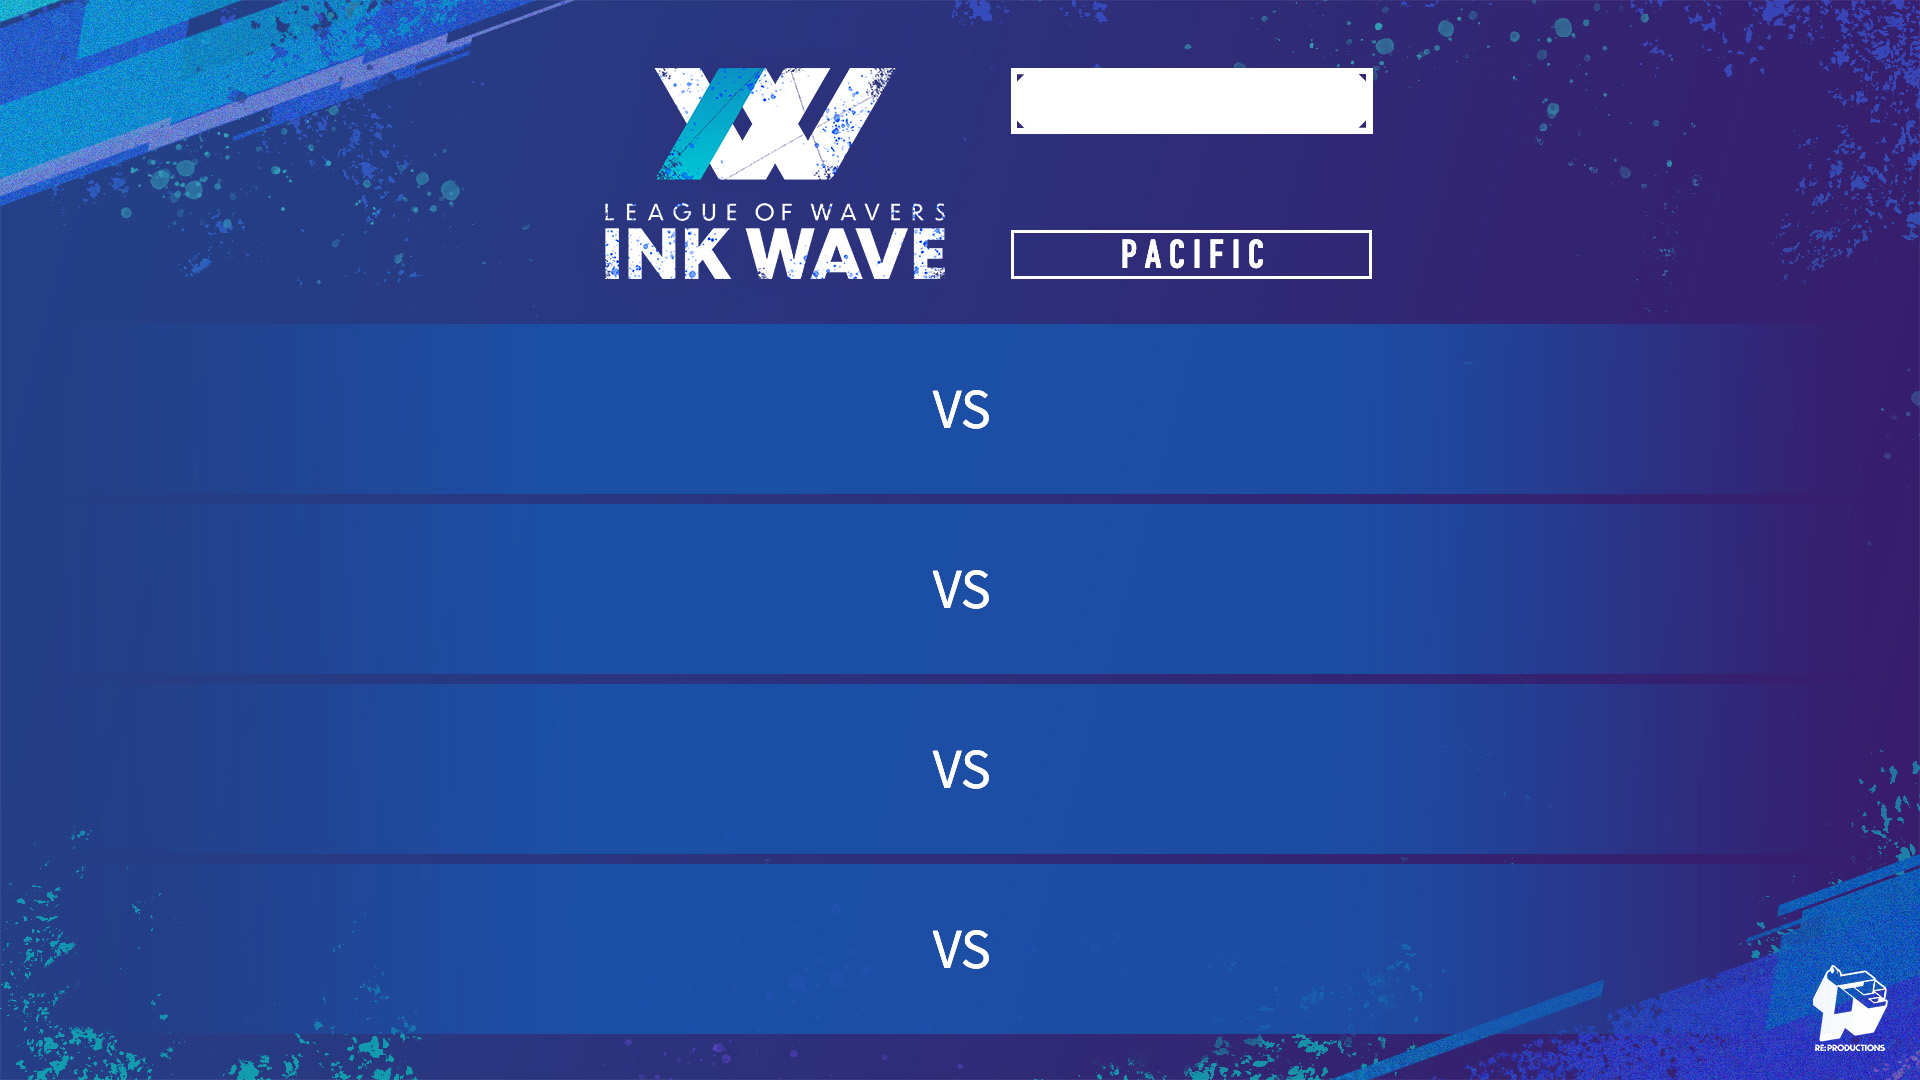 LEAGUE OF WAVERS
INK WAVE
PACIFIC
VS
VS
VS
VS
RE:PRODUCTIONS